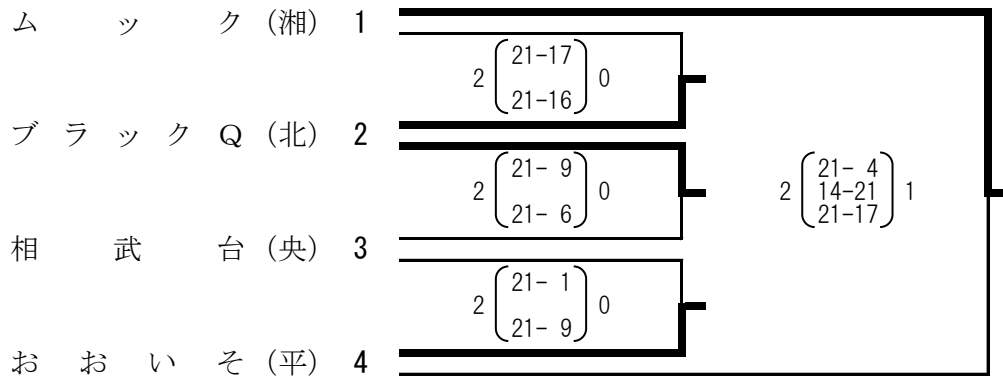 ムック (湘) 1
2 21-17 0
21-16
ブラックQ (北) 2
2 21- 9 0
21- 6
2 21- 4 1
14-21
21-17
相武台 (央) 3
2 21- 1 0
21- 9
おおいそ (平) 4